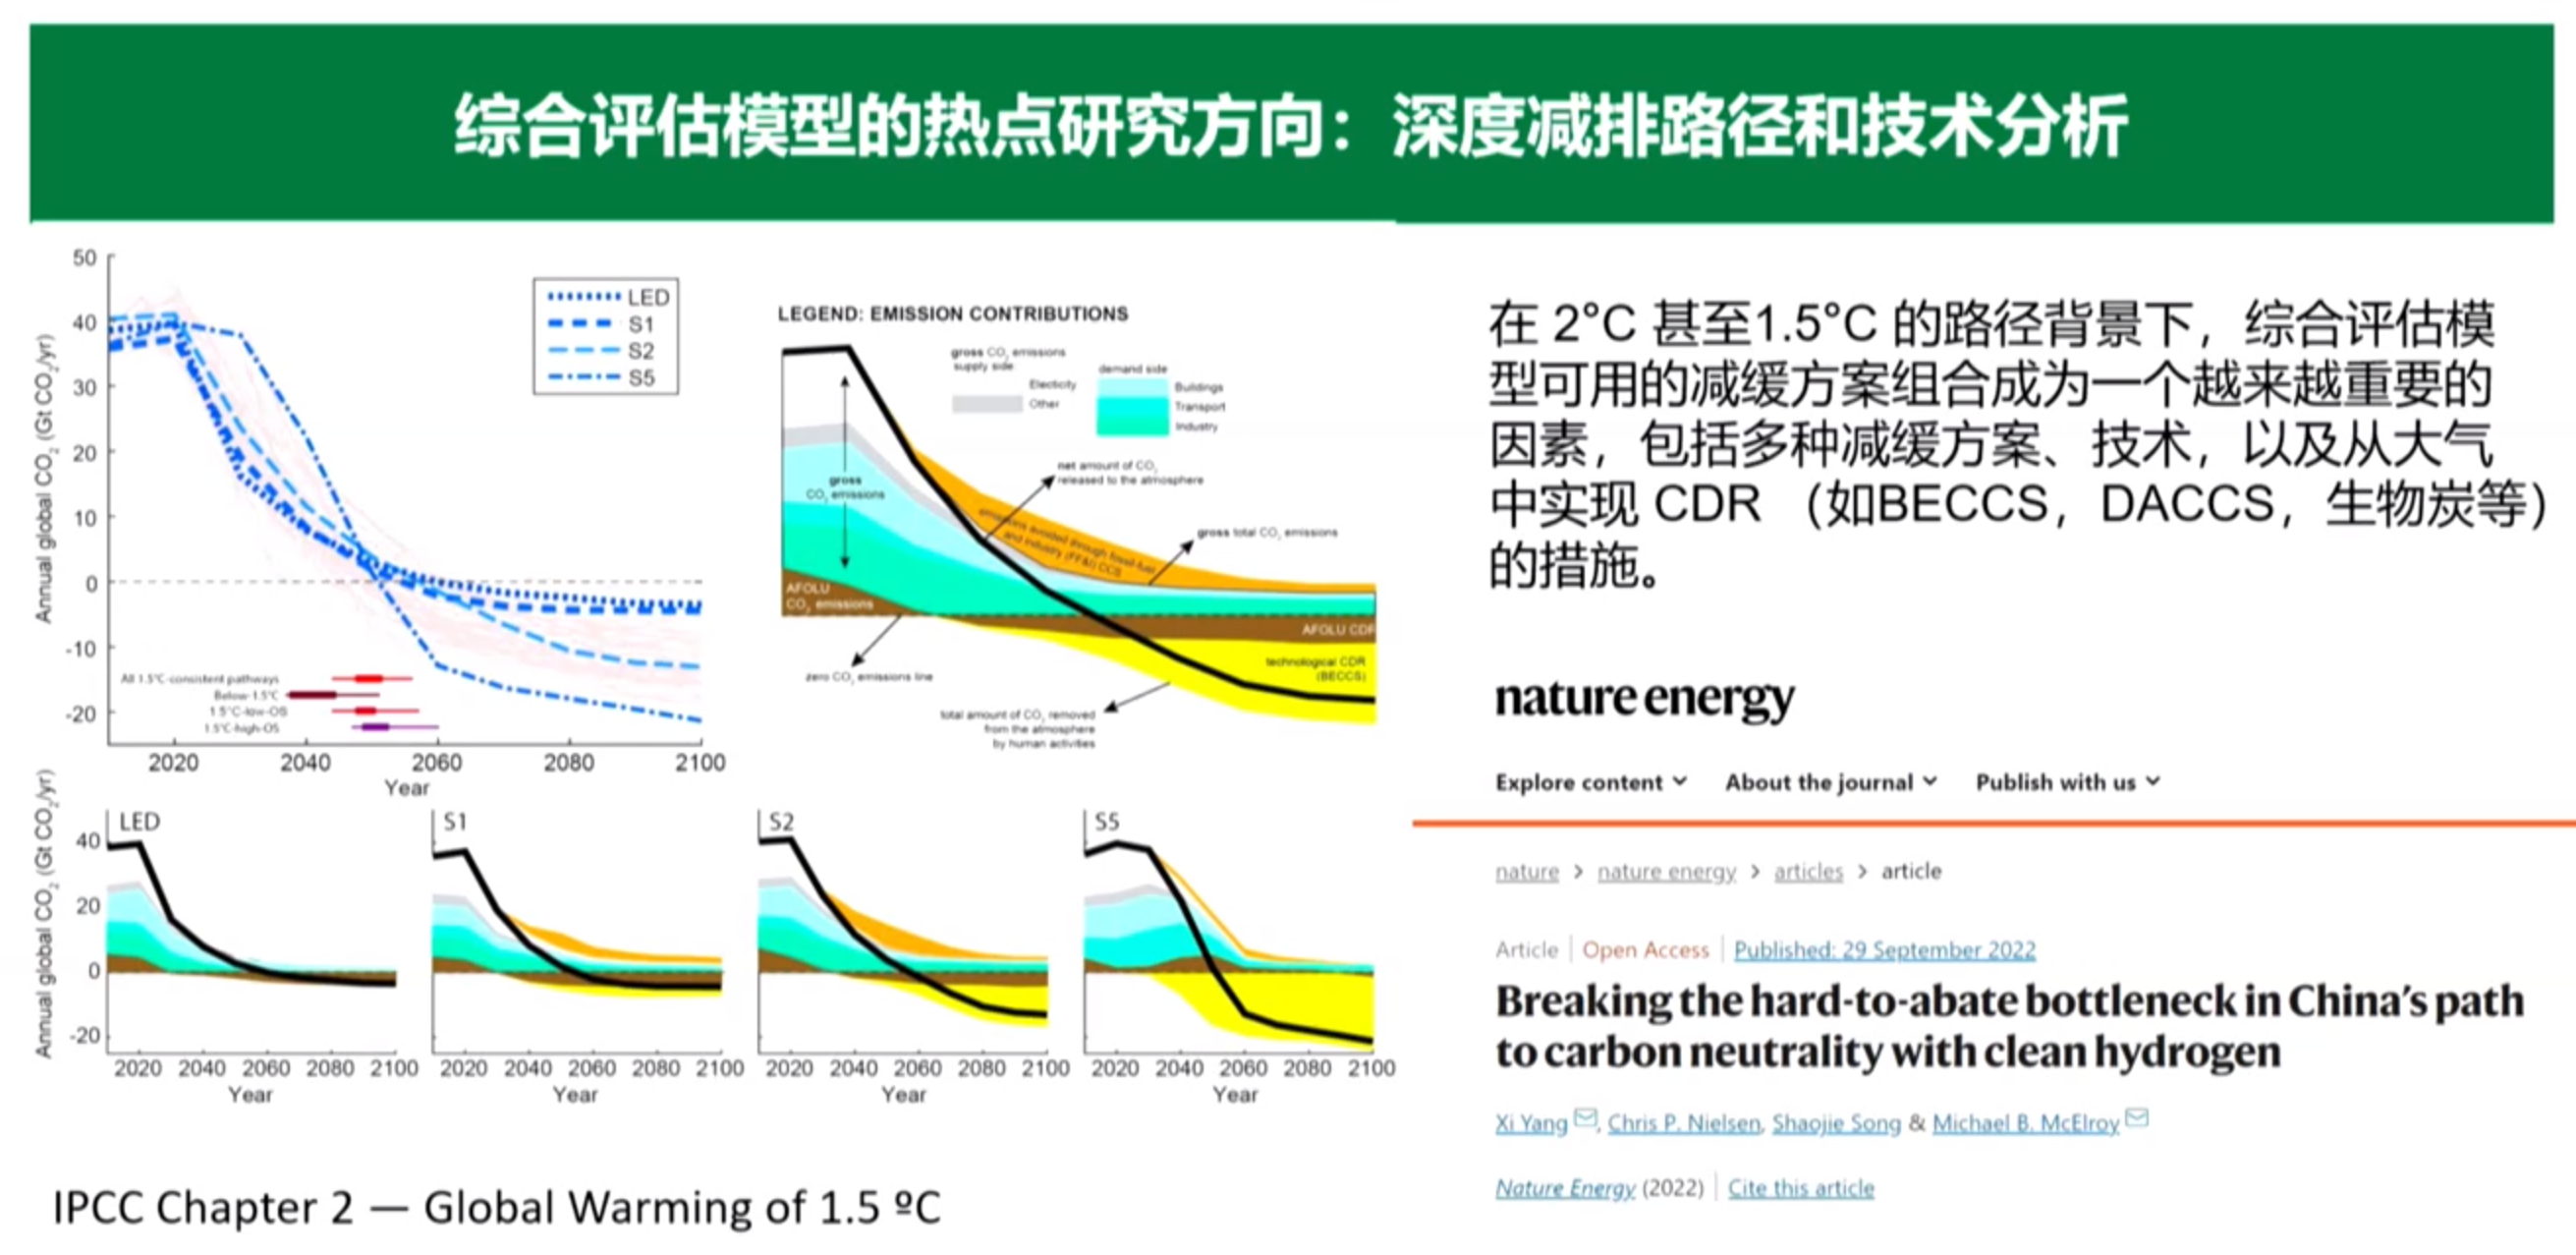 综合评估模型的热点研究方向：深度减排路径和技术分析
50
40
30
20
10
0
-10
-20
Annual global CO₂ (Gt CO₂/yr)
LED
S1
S2
S5
All 1.5°C-consistent pathways
Below-1.5°C
1.5°C-low-OS
1.5°C-high-OS
2020 2040 2060 2080 2100
Year
LEGEND: EMISSION CONTRIBUTIONS
gross CO₂ emissions
supply side
Electicity
Other
demand side
Buildings
Transport
Industry
gross
CO₂ emissions
net amount of CO₂
released to the atmosphere
emissions avoided through fossil-fuel
and industry (FF&I) CCS
gross total CO₂ emissions
AFOLU
CO₂ emissions
AFOLU CDR
technological CDR
(BECCS)
zero CO₂ emissions line
total amount of CO₂ removed
from the atmosphere
by human activities
Annual global CO₂ (Gt CO₂/yr)
40
20
0
-20
LED
2020 2040 2060 2080 2100
Year
S1
2020 2040 2060 2080 2100
Year
S2
2020 2040 2060 2080 2100
Year
S5
2020 2040 2060 2080 2100
Year
IPCC Chapter 2 — Global Warming of 1.5 ºC
在 2°C 甚至1.5°C 的路径背景下，综合评估模
型可用的减缓方案组合成为一个越来越重要的
因素，包括多种减缓方案、技术，以及从大气
中实现 CDR （如BECCS，DACCS，生物炭等）
的措施。
nature energy
Explore content About the journal Publish with us
nature > nature energy > articles > article
Article | Open Access | Published: 29 September 2022
Breaking the hard-to-abate bottleneck in China’s path
to carbon neutrality with clean hydrogen
Xi Yang, Chris P. Nielsen, Shaojie Song & Michael B. McElroy
Nature Energy (2022) | Cite this article